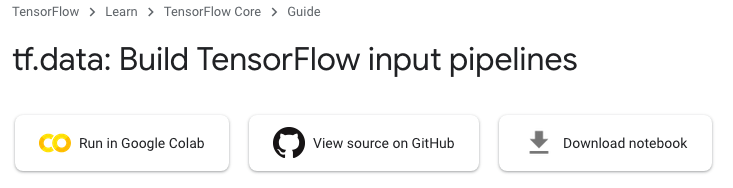 TensorFlow > Learn > TensorFlow Core > Guide
tf.data: Build TensorFlow input pipelines
Run in Google Colab View source on GitHub Download notebook